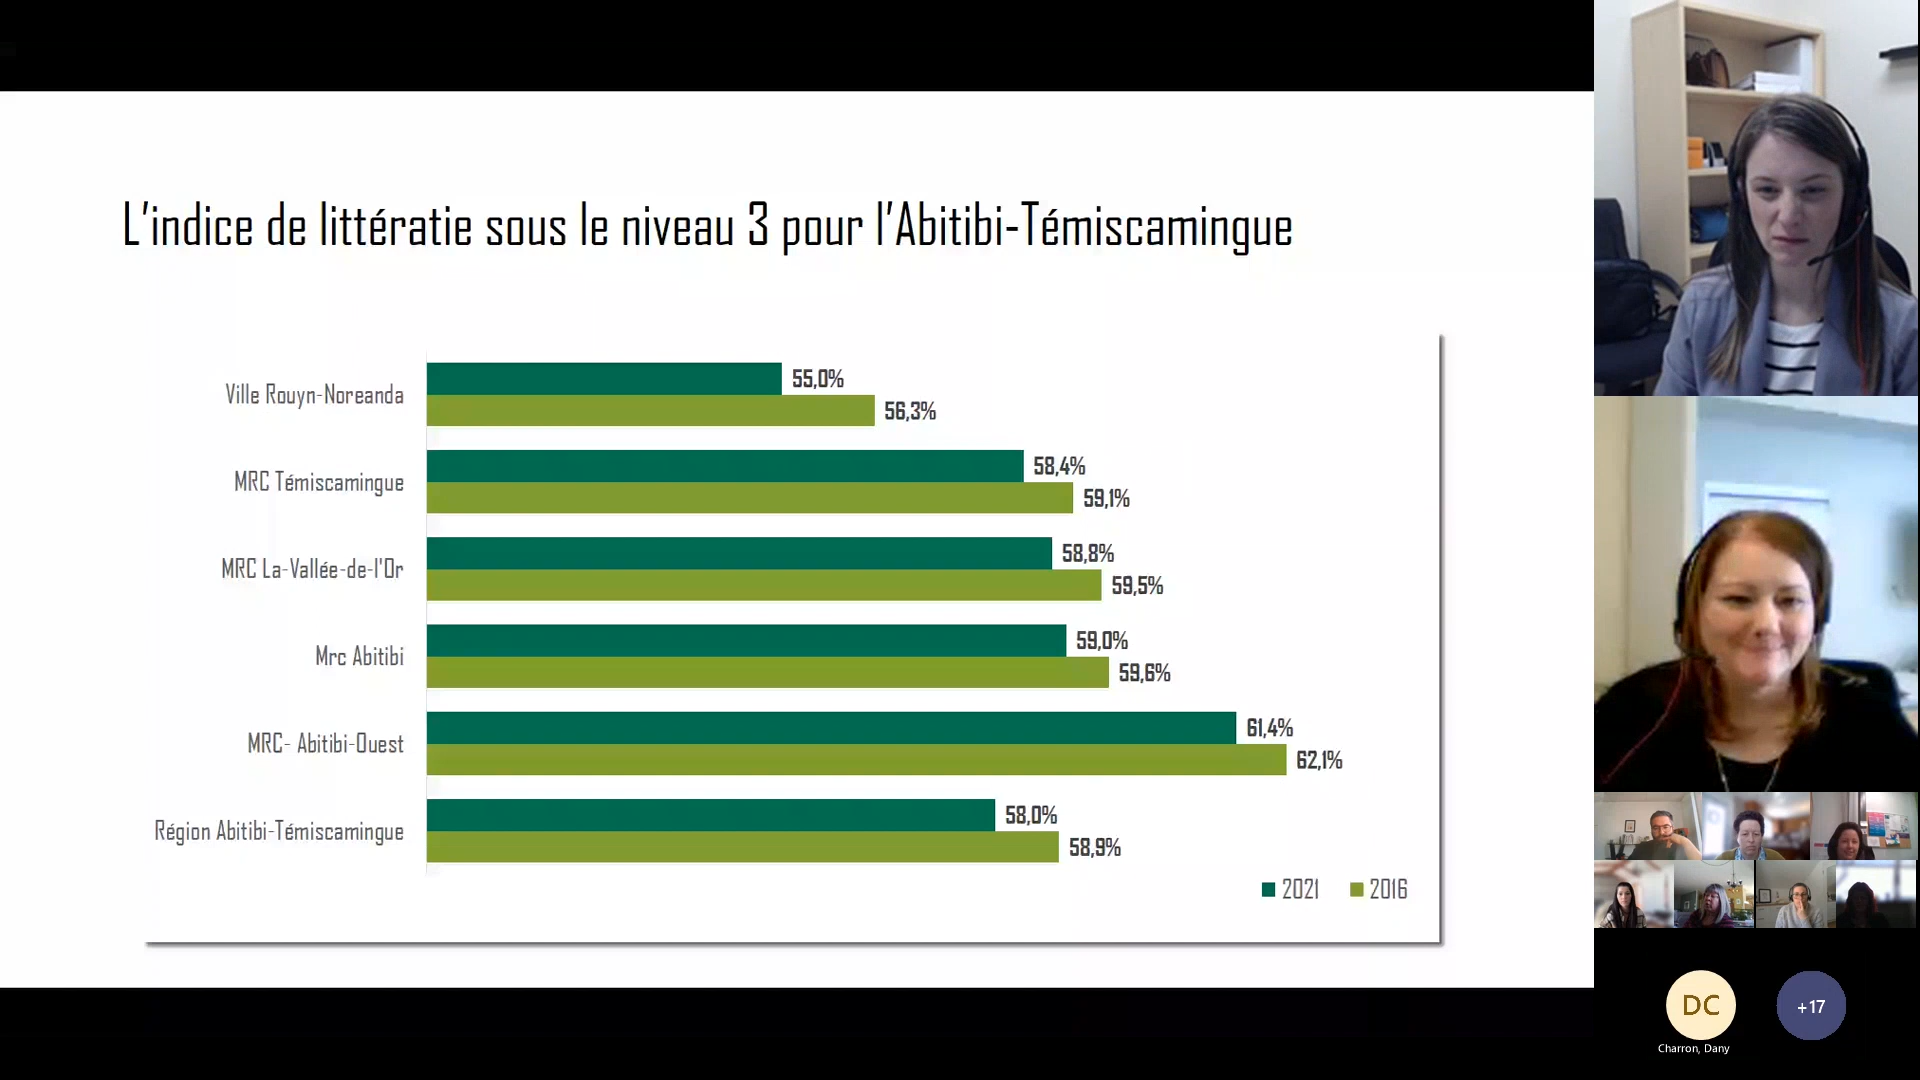 L'indice de littératie sous le niveau 3 pour l'Abitibi-Témiscamingue
Ville Rouyn-Noreanda
55,0%
56,3%
MRC Témiscamingue
58,4%
59,1%
MRC La-Vallée-de-l'Or
58,8%
59,5%
Mrc Abitibi
59,0%
59,6%
MRC- Abitibi-Ouest
61,4%
62,1%
Région Abitibi-Témiscamingue
58,0%
58,9%
2021 2016
DC
+17
Charron, Dany